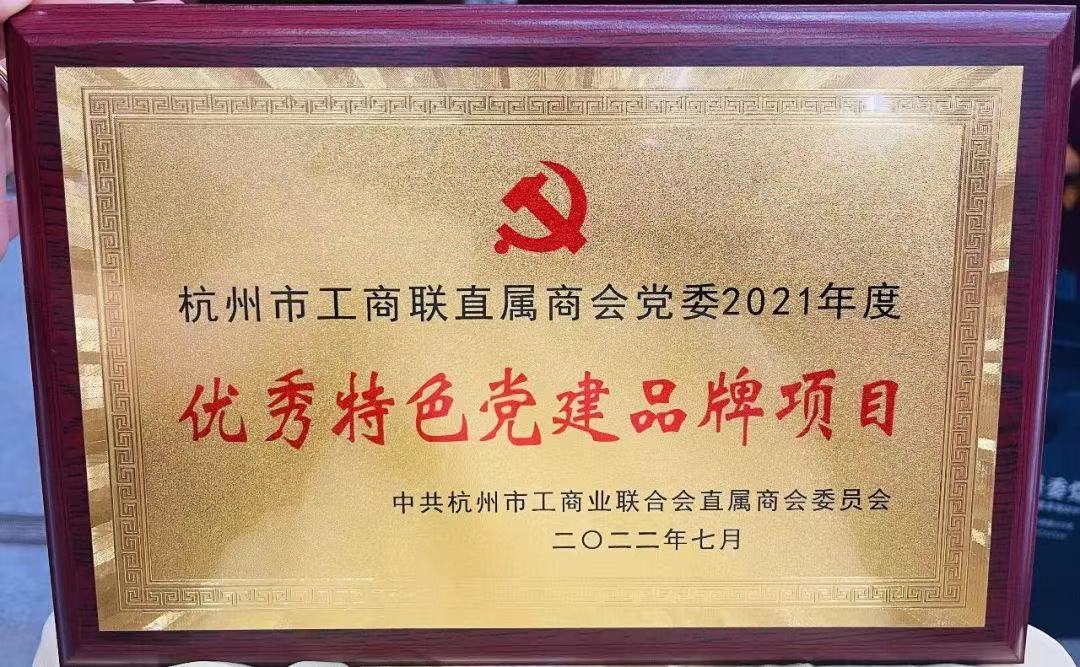 杭州市工商联直属商会党委2021年度
优秀特色党建品牌项目
中共杭州市工商业联合会直属商会委员会
二〇二二年七月